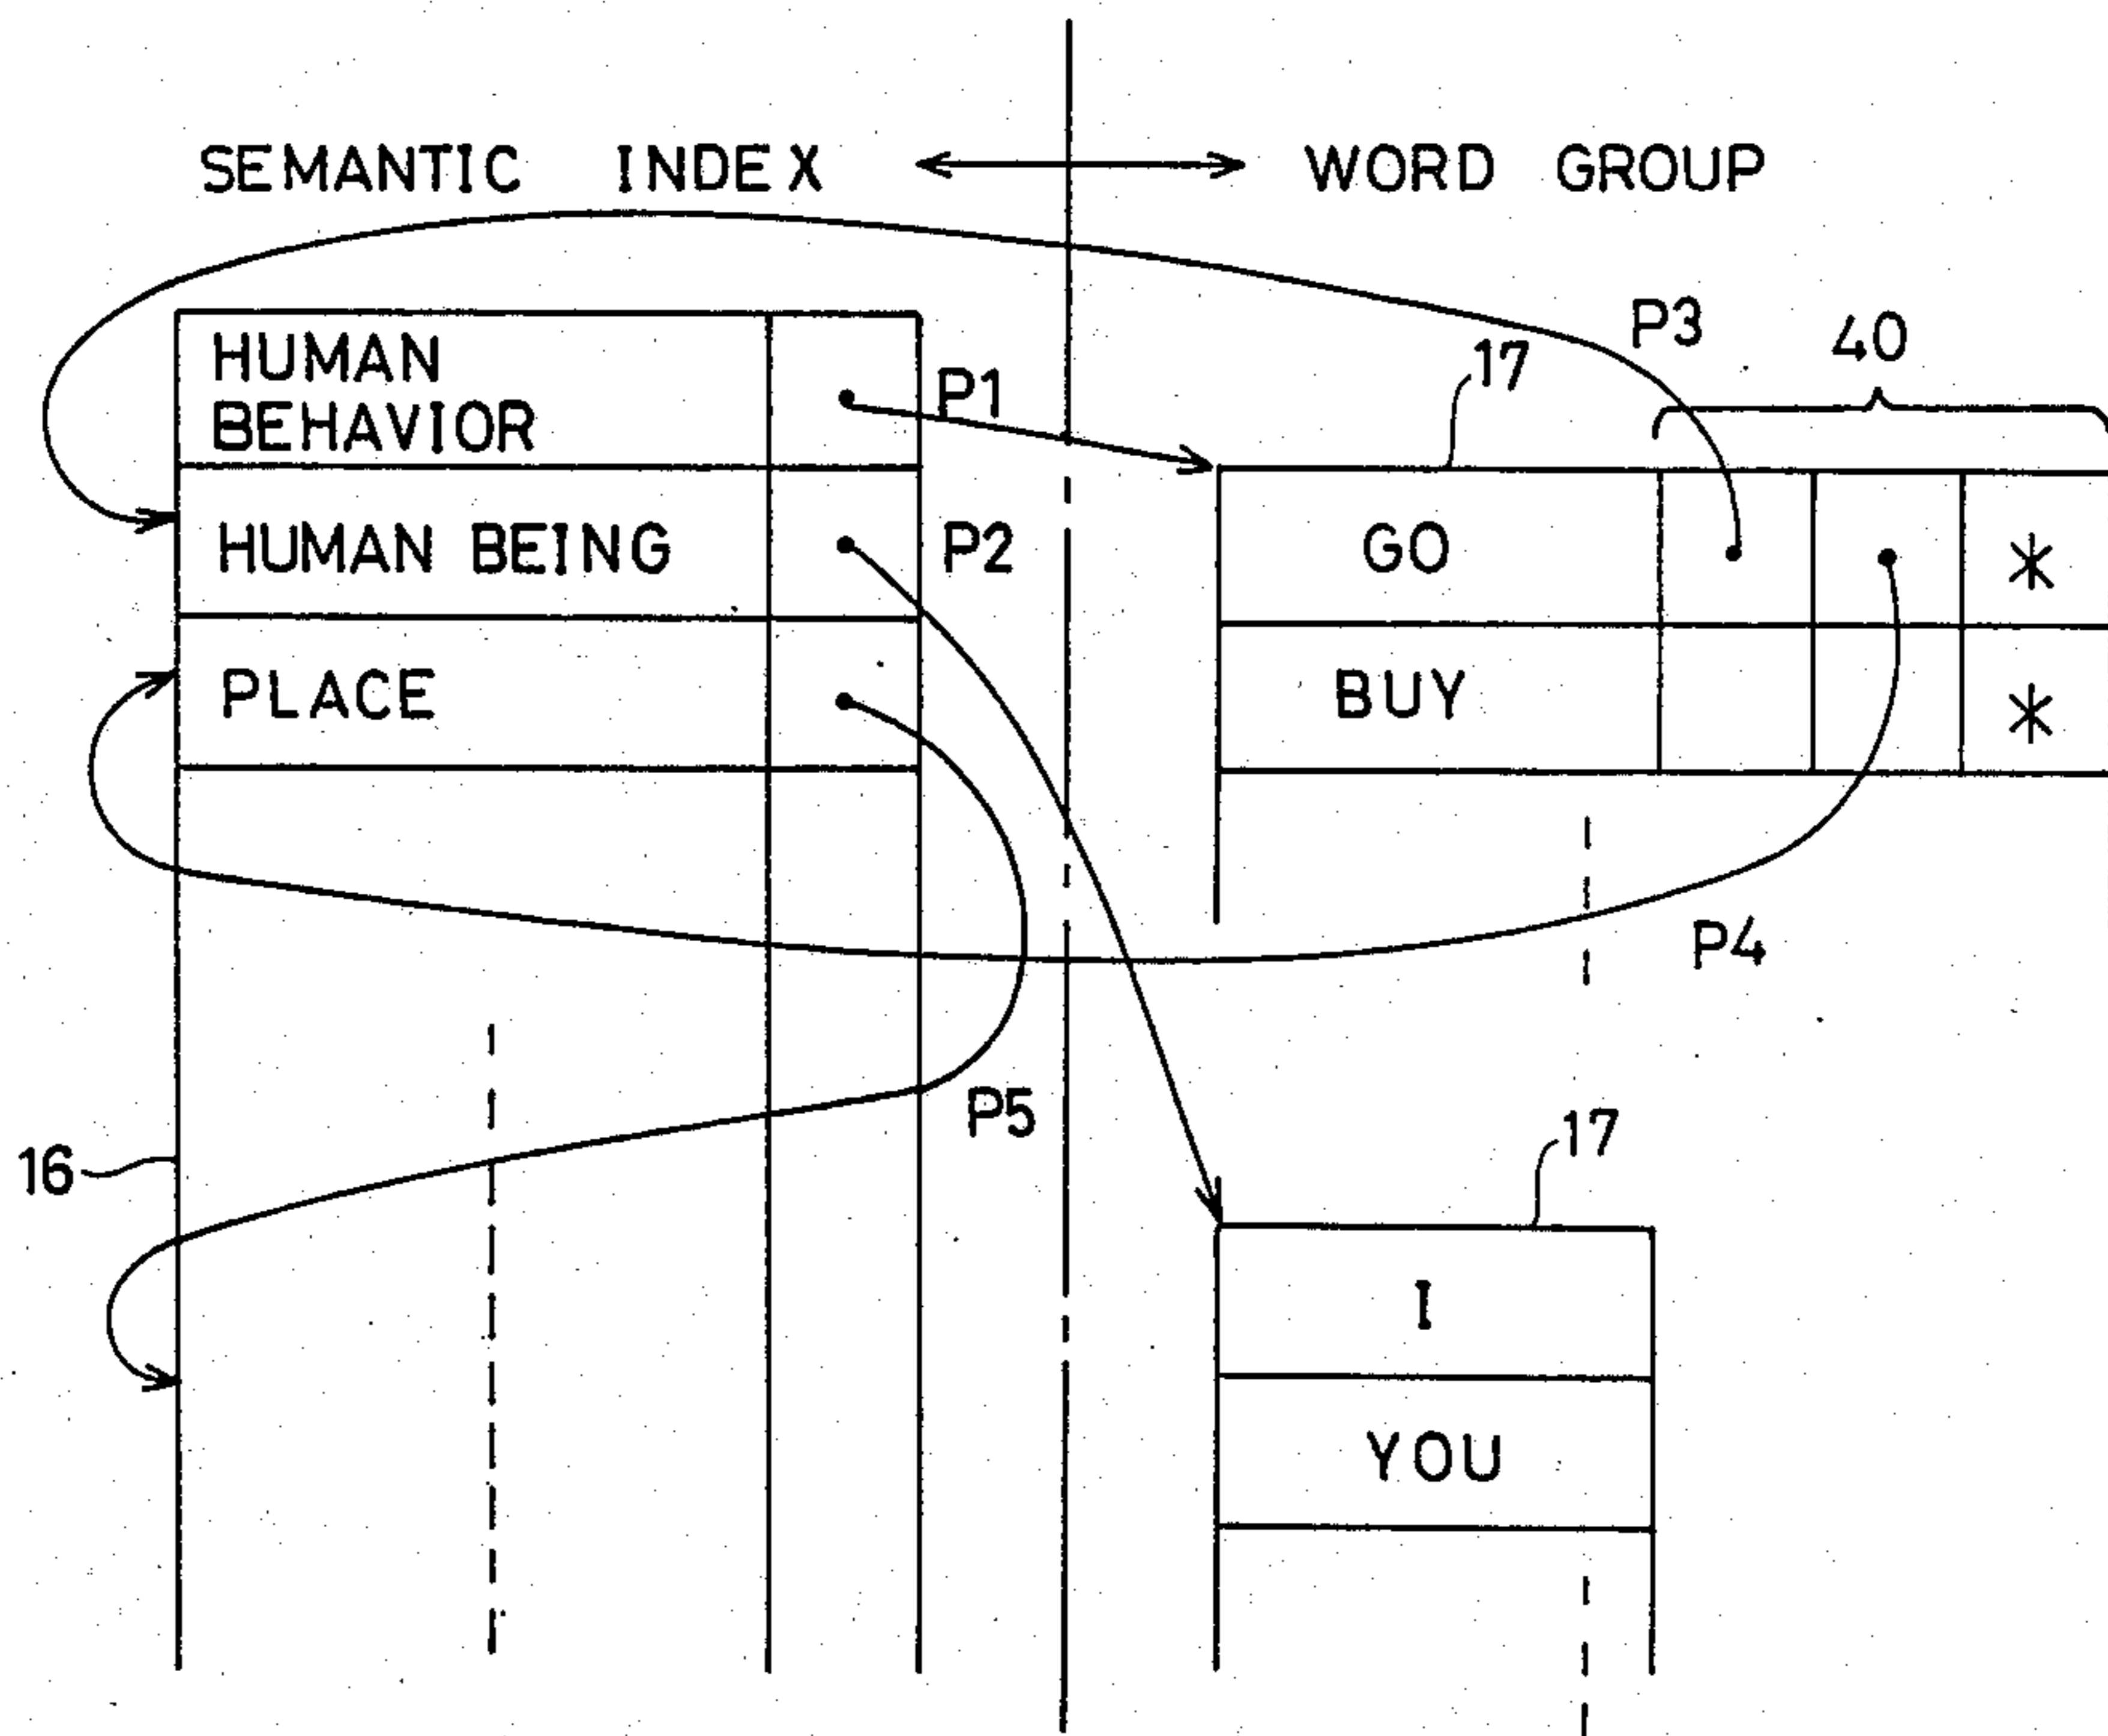 SEMANTIC INDEX
WORD GROUP
HUMAN
BEHAVIOR
P1
HUMAN BEING
P2
PLACE
P3
40
17
GO
*
BUY
*
P4
P5
16
17
I
YOU